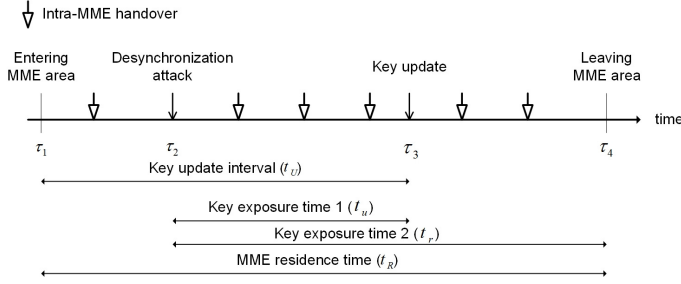 Intra-MME handover
Entering
MME area
Desynchronization
attack
Key update
Leaving
MME area
time
τ1
τ2
τ3
τ4
Key update interval (tU)
Key exposure time 1 (tu)
Key exposure time 2 (tr)
MME residence time (tR)